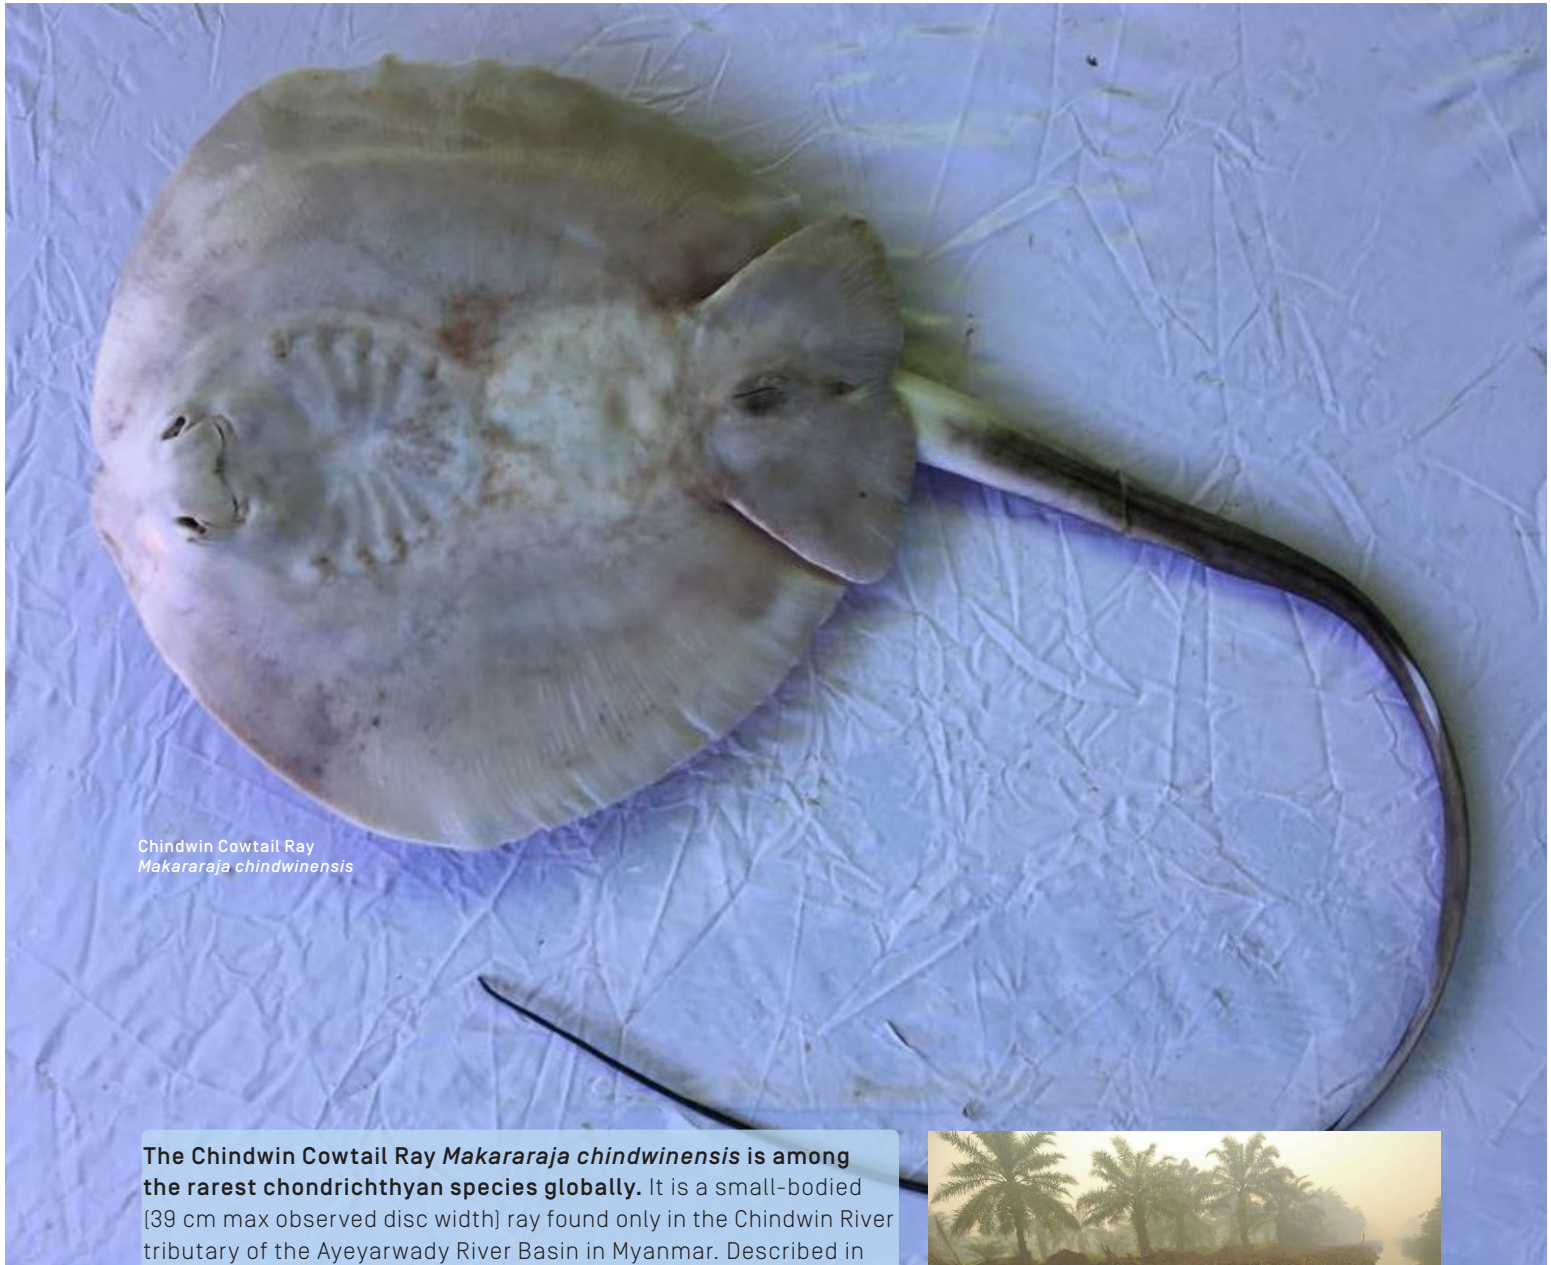 Chindwin Cowtail Ray
Makararaja chindwinensis
The Chindwin Cowtail Ray Makararaja chindwinensis is among
the rarest chondrichthyan species globally. It is a small-bodied
(39 cm max observed disc width) ray found only in the Chindwin River
tributary of the Ayeyarwady River Basin in Myanmar. Described in